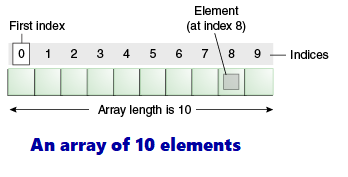 Element
First index (at index 8)
0 1 2 3 4 5 6 7 8 9 Indices
Array length is 10
An array of 10 elements